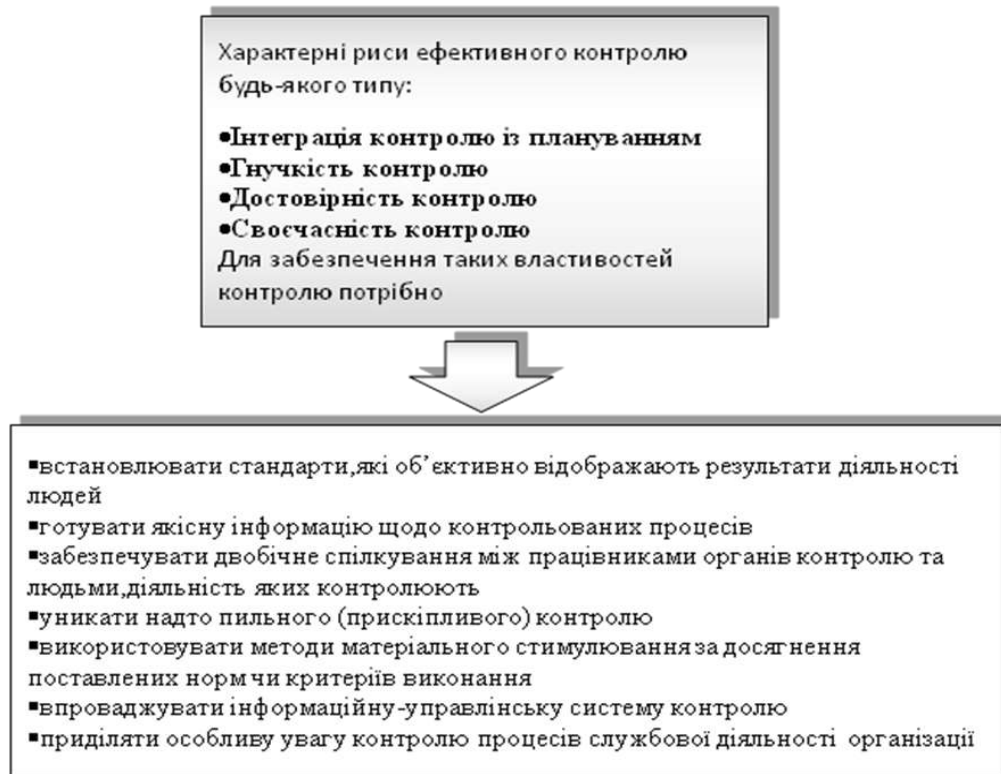 Характерні риси ефективного контролю
будь-якого типу:
●Інтеграція контролю із плануванням
●Гнучкість контролю
●Достовірність контролю
●Своєчасність контролю
Для забезпечення таких властивостей
контролю потрібно
▪встановлювати стандарти,які об’єктивно відображають результати діяльності
людей
▪готувати якісну інформацію щодо контрольованих процесів
▪забезпечувати двобічне спілкування між працівниками органів контролю та
людьми,діяльність яких контролюють
▪уникати надто пильного (прискіпливого) контролю
▪використовувати методи матеріального стимулювання за досягнення
поставлених норм чи критеріїв виконання
▪впроваджувати інформаційну-управлінську систему контролю
▪приділяти особливу увагу контролю процесів службової діяльності організації